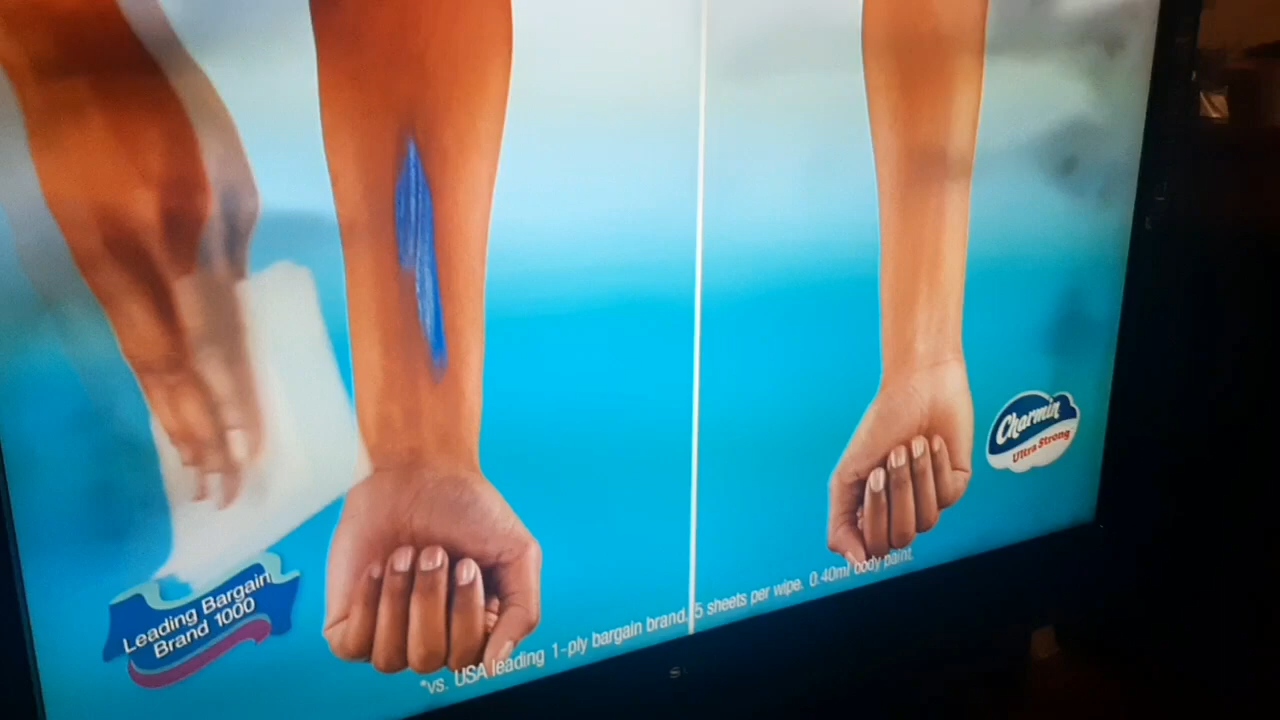 Charmin
Ultra Strong
Leading Bargain
Brand 1000
*vs. USA leading 1-ply bargain brand. 5 sheets per wipe. 0.40ml body paint.